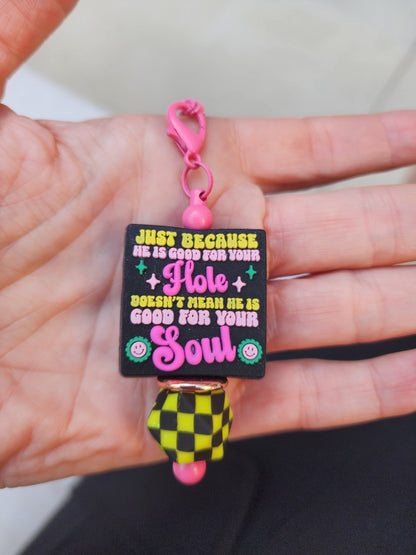 JUST BECAUSE
HE IS GOOD FOR YOUR
Hole
DOESN'T MEAN HE IS
GOOD FOR YOUR
Soul